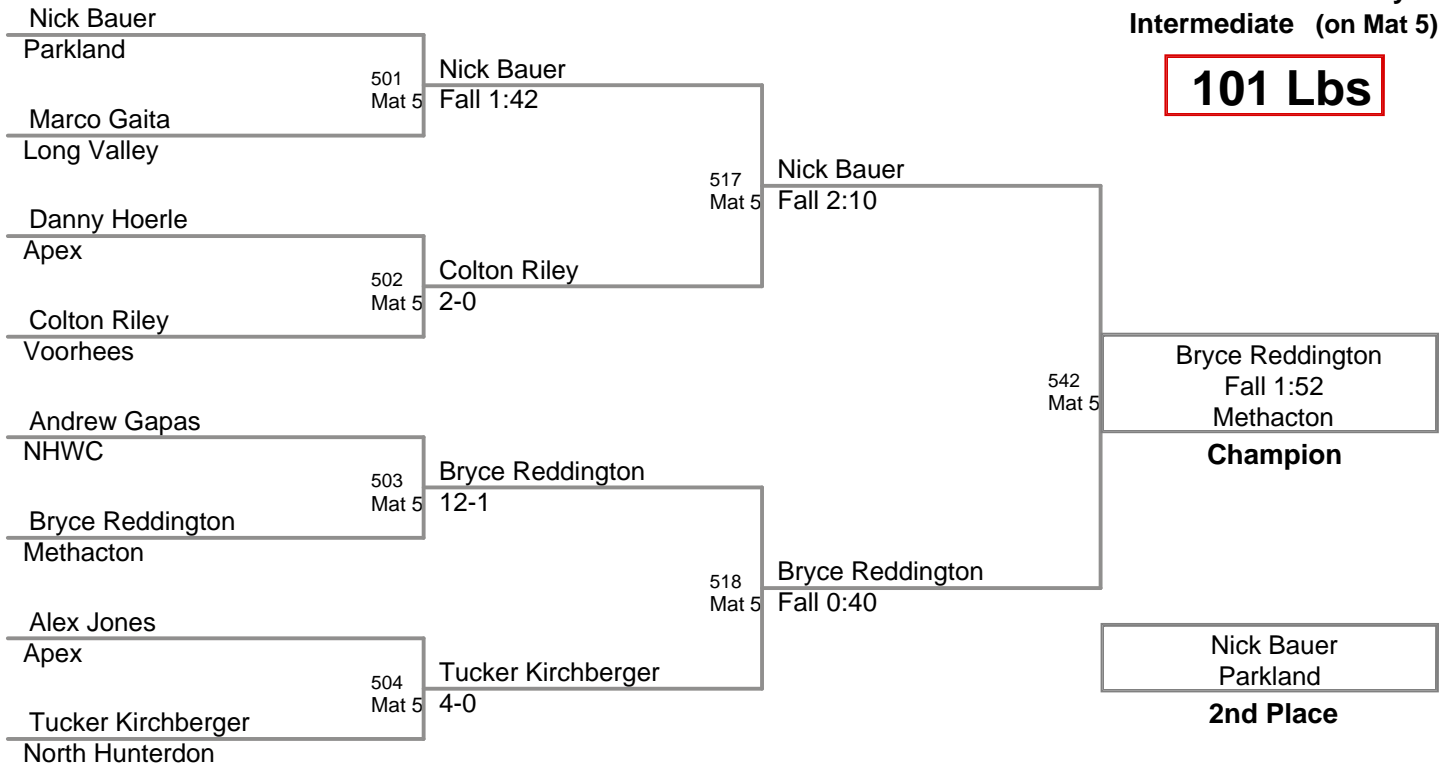 Intermediate (on Mat 5)
101 Lbs
Nick Bauer
Parkland
501
Mat 5
Nick Bauer
Fall 1:42
Marco Gaita
Long Valley
517
Mat 5
Nick Bauer
Fall 2:10
Danny Hoerle
Apex
502
Mat 5
Colton Riley
2-0
Colton Riley
Voorhees
542
Mat 5
Bryce Reddington
Fall 1:52
Methacton
Champion
Andrew Gapas
NHWC
503
Mat 5
Bryce Reddington
12-1
Bryce Reddington
Methacton
518
Mat 5
Bryce Reddington
Fall 0:40
Alex Jones
Apex
504
Mat 5
Tucker Kirchberger
4-0
Tucker Kirchberger
North Hunterdon
Nick Bauer
Parkland
2nd Place